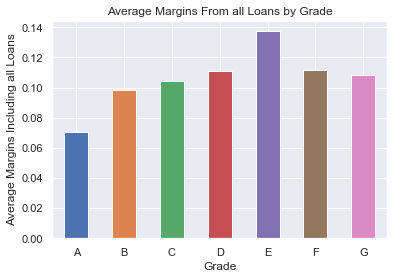 Average Margins From all Loans by Grade
Average Margins Including all Loans
0.14
0.12
0.10
0.08
0.06
0.04
0.02
0.00
A B C D E F G
Grade